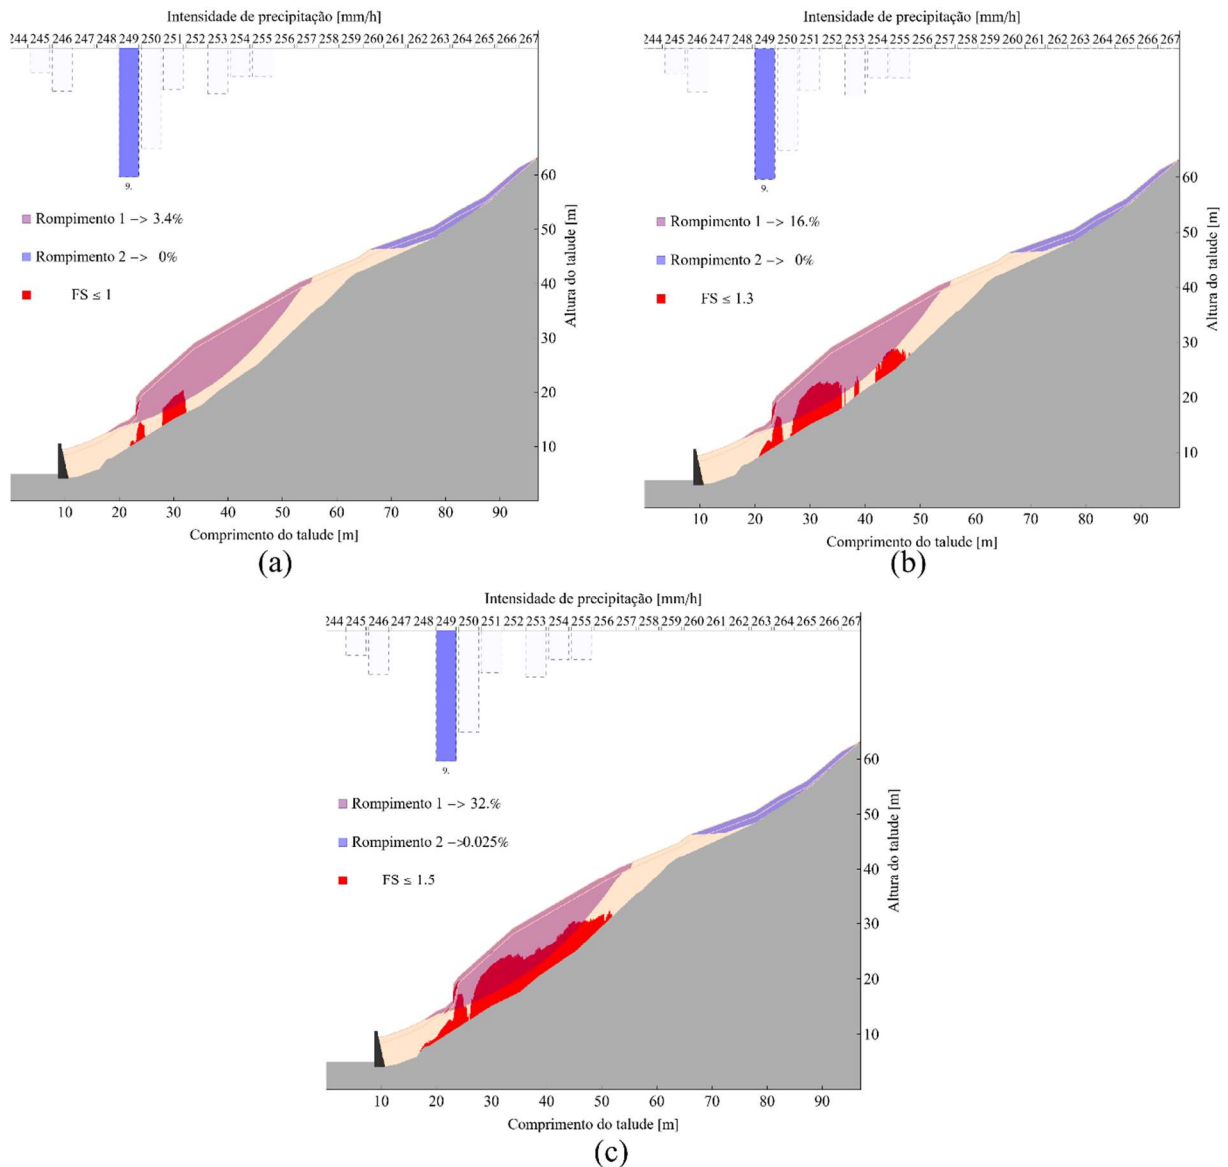 Intensidade de precipitação [mm/h]
244 245 246 247 248 249 250 251 252 253 254 255 256 257 258 259 260 261 262 263 264 265 266 267
9.
Rompimento 1 −> 3.4%
Rompimento 2 −> 0%
FS ≤ 1
60
50
40
30
20
10
Altura do talude [m]
10 20 30 40 50 60 70 80 90
Comprimento do talude [m]
(a)
Intensidade de precipitação [mm/h]
244 245 246 247 248 249 250 251 252 253 254 255 256 257 258 259 260 261 262 263 264 265 266 267
9.
Rompimento 1 −> 16.%
Rompimento 2 −> 0%
FS ≤ 1.3
60
50
40
30
20
10
Altura do talude [m]
10 20 30 40 50 60 70 80 90
Comprimento do talude [m]
(b)
Intensidade de precipitação [mm/h]
244 245 246 247 248 249 250 251 252 253 254 255 256 257 258 259 260 261 262 263 264 265 266 267
9.
Rompimento 1 −> 32.%
Rompimento 2 −>0.025%
FS ≤ 1.5
60
50
40
30
20
10
Altura do talude [m]
10 20 30 40 50 60 70 80 90
Comprimento do talude [m]
(c)